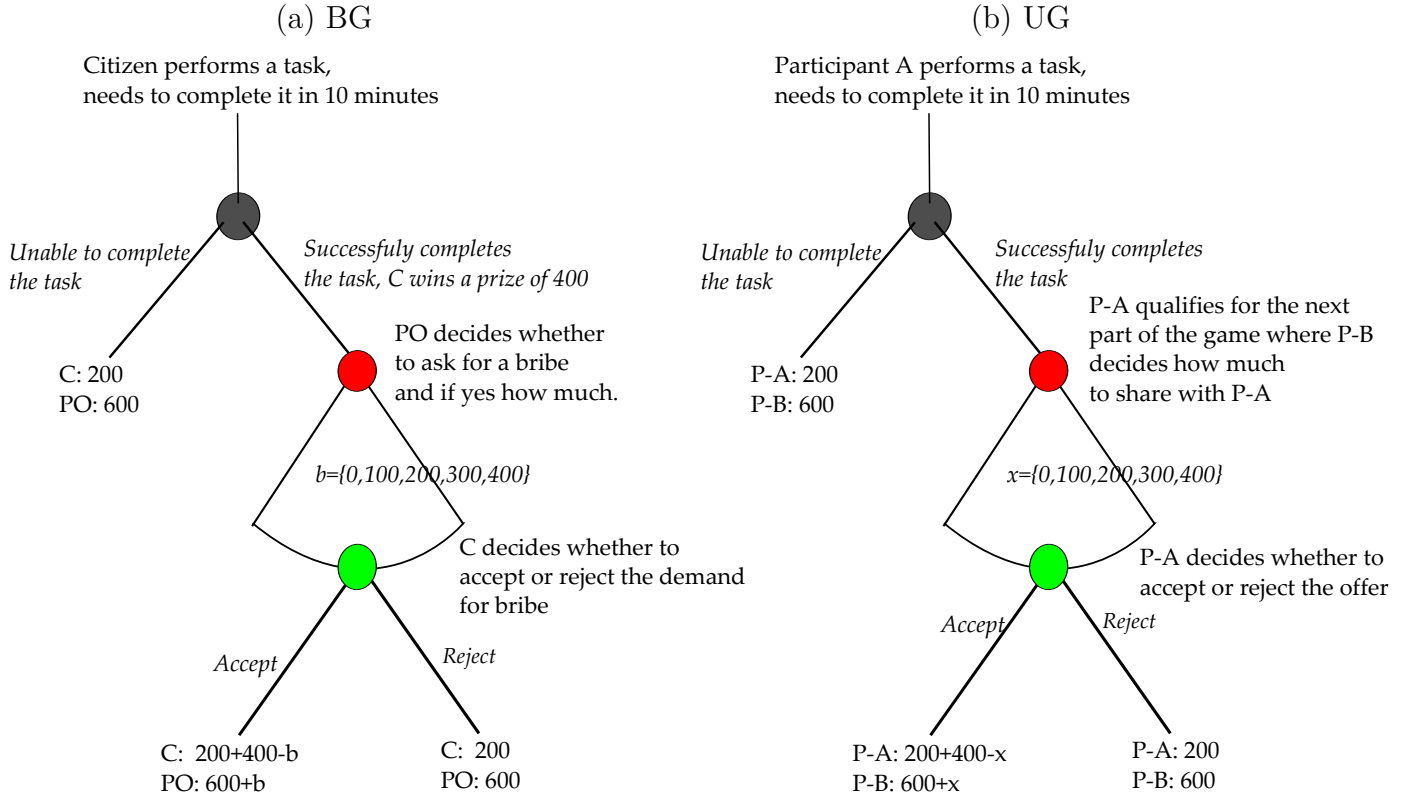 (a) BG
Citizen performs a task,
needs to complete it in 10 minutes
Unable to complete
the task
Successfuly completes
the task, C wins a prize of 400
C: 200
PO: 600
PO decides whether
to ask for a bribe
and if yes how much.
b={0,100,200,300,400}
C decides whether to
accept or reject the demand
for bribe
Accept
Reject
C: 200+400-b
PO: 600+b
C: 200
PO: 600
(b) UG
Participant A performs a task,
needs to complete it in 10 minutes
Unable to complete
the task
Successfuly completes
the task
P-A: 200
P-B: 600
P-A qualifies for the next
part of the game where P-B
decides how much
to share with P-A
x={0,100,200,300,400}
P-A decides whether to
accept or reject the offer
Accept
Reject
P-A: 200+400-x
P-B: 600+x
P-A: 200
P-B: 600